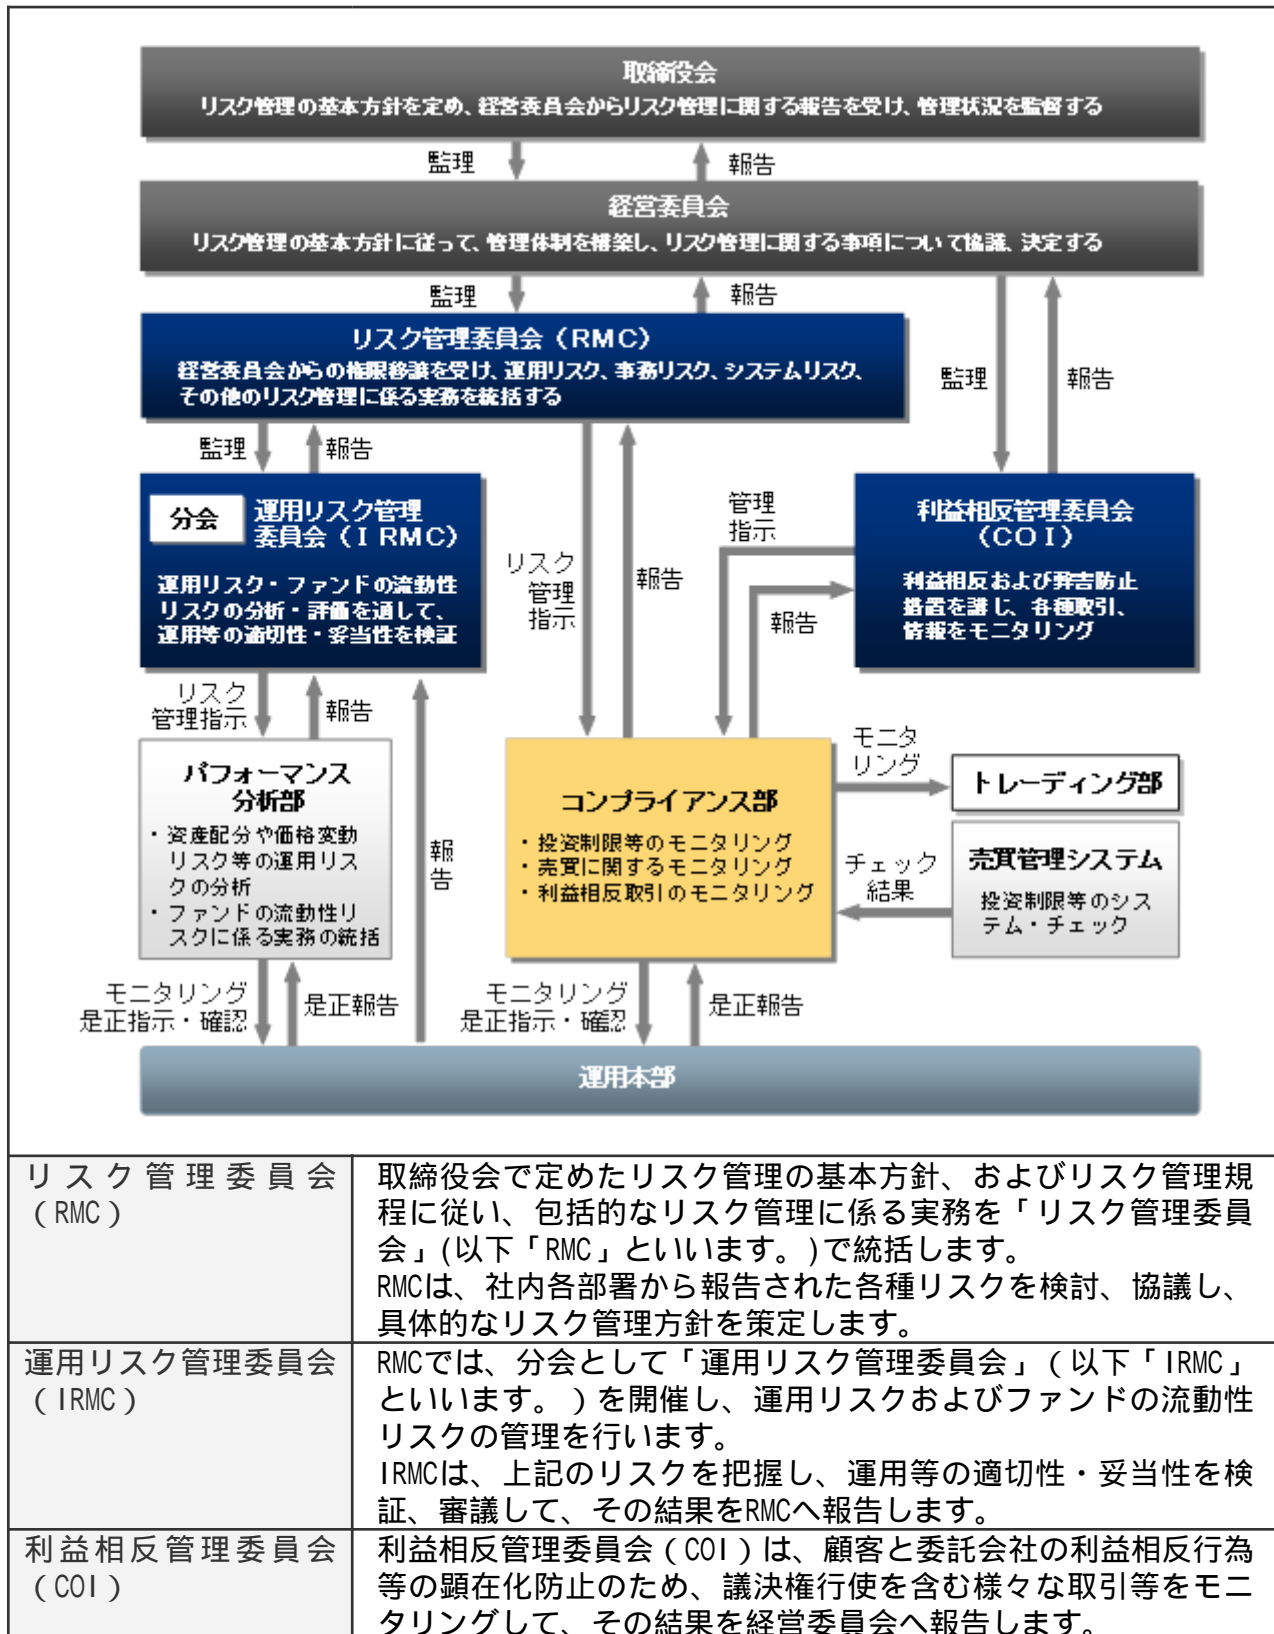 取締役会
リスク管理の基本方針を定め、経営委員会からリスク管理に関する報告を受け、管理状況を監督する
監理
報告
経営委員会
リスク管理の基本方針に従って、管理体制を構築し、リスク管理に関する事項について協議、決定する
監理
報告
リスク管理委員会（RMC）
経営委員会からの権限移譲を受け、運用リスク、事務リスク、システムリスク、
その他のリスク管理に係る実務を統括する
監理
報告
監理
報告
分会
運用リスク管理
委員会（IRMC）
運用リスク・ファンドの流動性
リスクの分析・評価を通して、
運用等の適切性・妥当性を検証
リスク
管理
指示
報告
管理
指示
報告
利益相反管理委員会
（COI）
利益相反および弊害防止
措置を講じ、各種取引、
情報をモニタリング
リスク
管理指示
報告
パフォーマンス
分析部
・資産配分や価格変動
リスク等の運用リス
クの分析
・ファンドの流動性リ
スクに係る実務の統括
報
告
コンプライアンス部
・投資制限等のモニタリング
・売買に関するモニタリング
・利益相反取引のモニタリング
モニタ
リング
トレーディング部
チェック
結果
売買管理システム
投資制限等のシス
テム・チェック
モニタリング
是正指示・確認
是正報告
モニタリング
是正指示・確認
是正報告
運用本部
リスク管理委員会
（RMC）
取締役会で定めたリスク管理の基本方針、およびリスク管理規
程に従い、包括的なリスク管理に係る実務を「リスク管理委員
会」(以下「RMC」といいます。)で統括します。
RMCは、社内各部署から報告された各種リスクを検討、協議し、
具体的なリスク管理方針を策定します。
運用リスク管理委員会
（IRMC）
RMCでは、分会として「運用リスク管理委員会」（以下「IRMC」
といいます。）を開催し、運用リスクおよびファンドの流動性
リスクの管理を行います。
IRMCは、上記のリスクを把握し、運用等の適切性・妥当性を検
証、審議して、その結果をRMCへ報告します。
利益相反管理委員会
（COI）
利益相反管理委員会（COI）は、顧客と委託会社の利益相反行為
等の顕在化防止のため、議決権行使を含む様々な取引等をモニ
タリングして、その結果を経営委員会へ報告します。